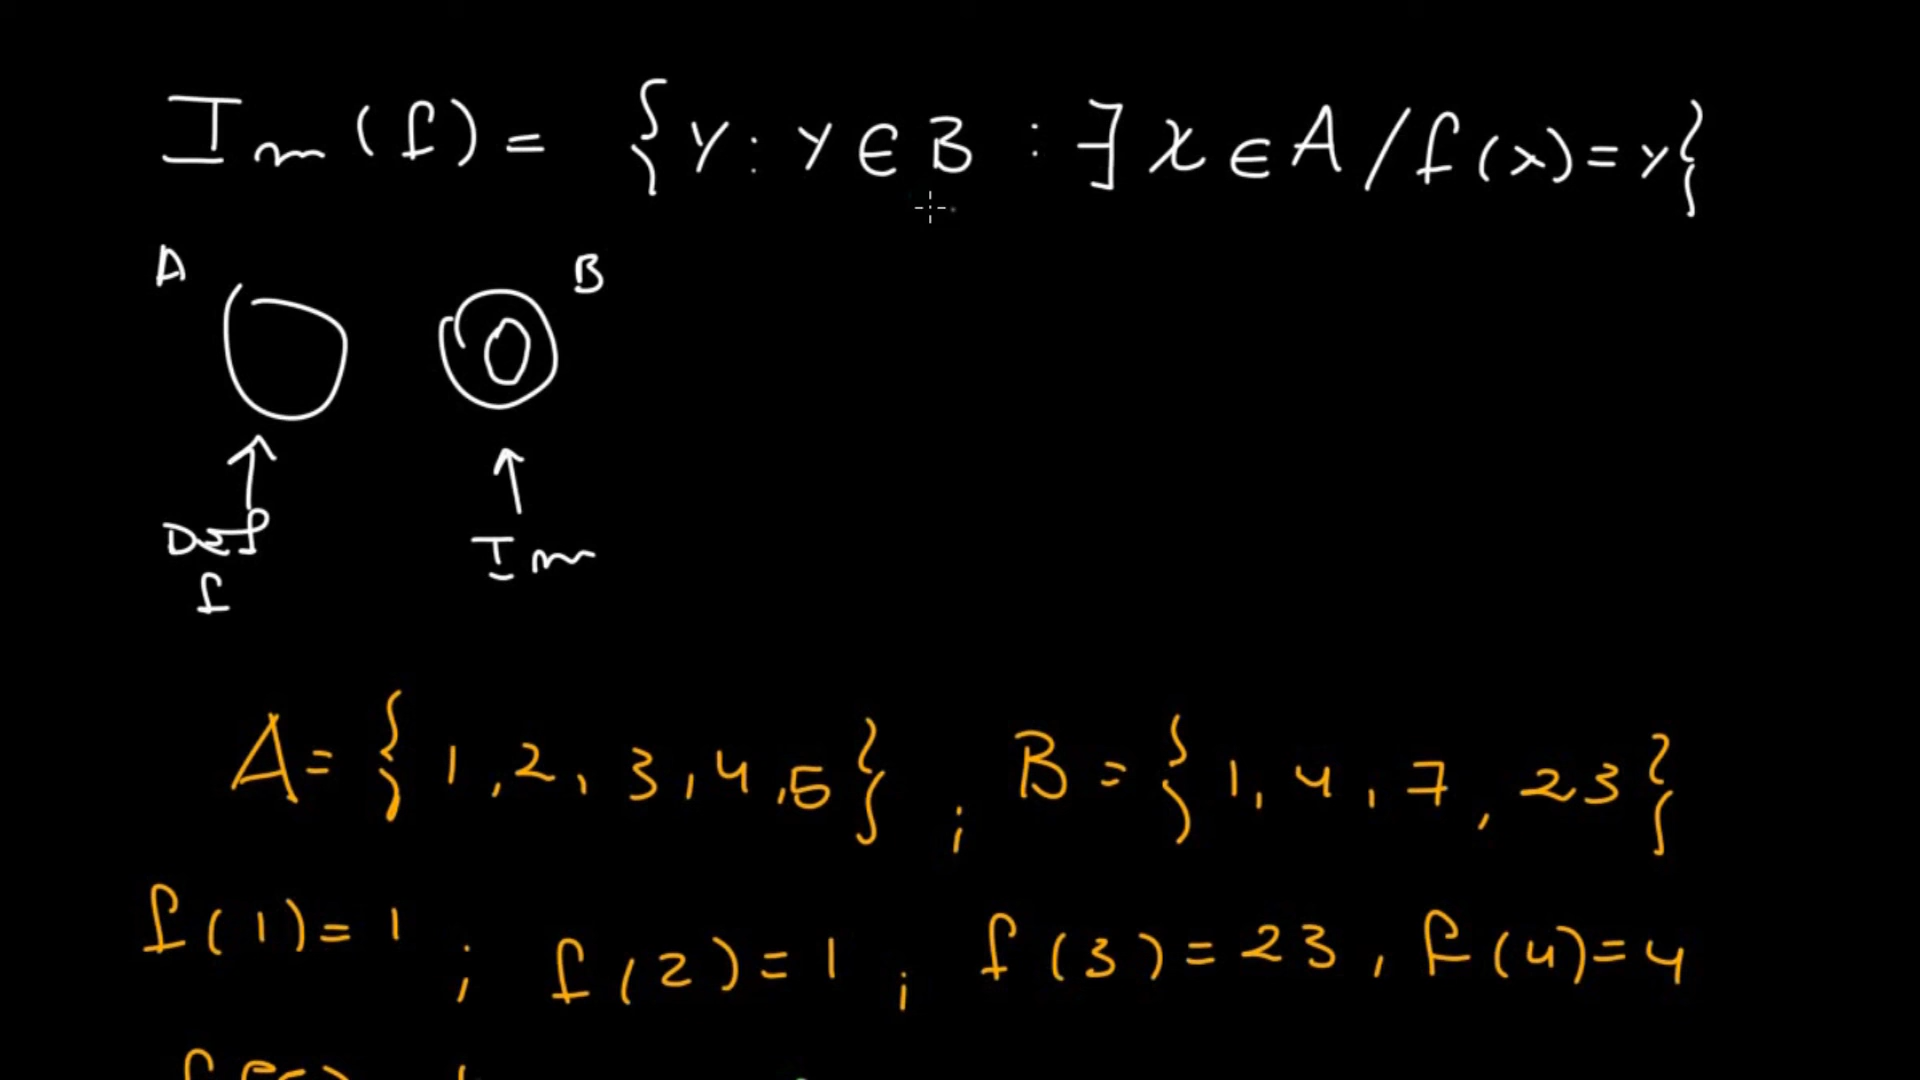 Im(f) = {y : y ∈ B : ∃ x ∈ A / f(x) = y}
A B
Def Im
f
A = {1, 2, 3, 4, 5} ; B = {1, 4, 7, 23}
f(1) = 1 ; f(2) = 1 ; f(3) = 23, f(4) = 4